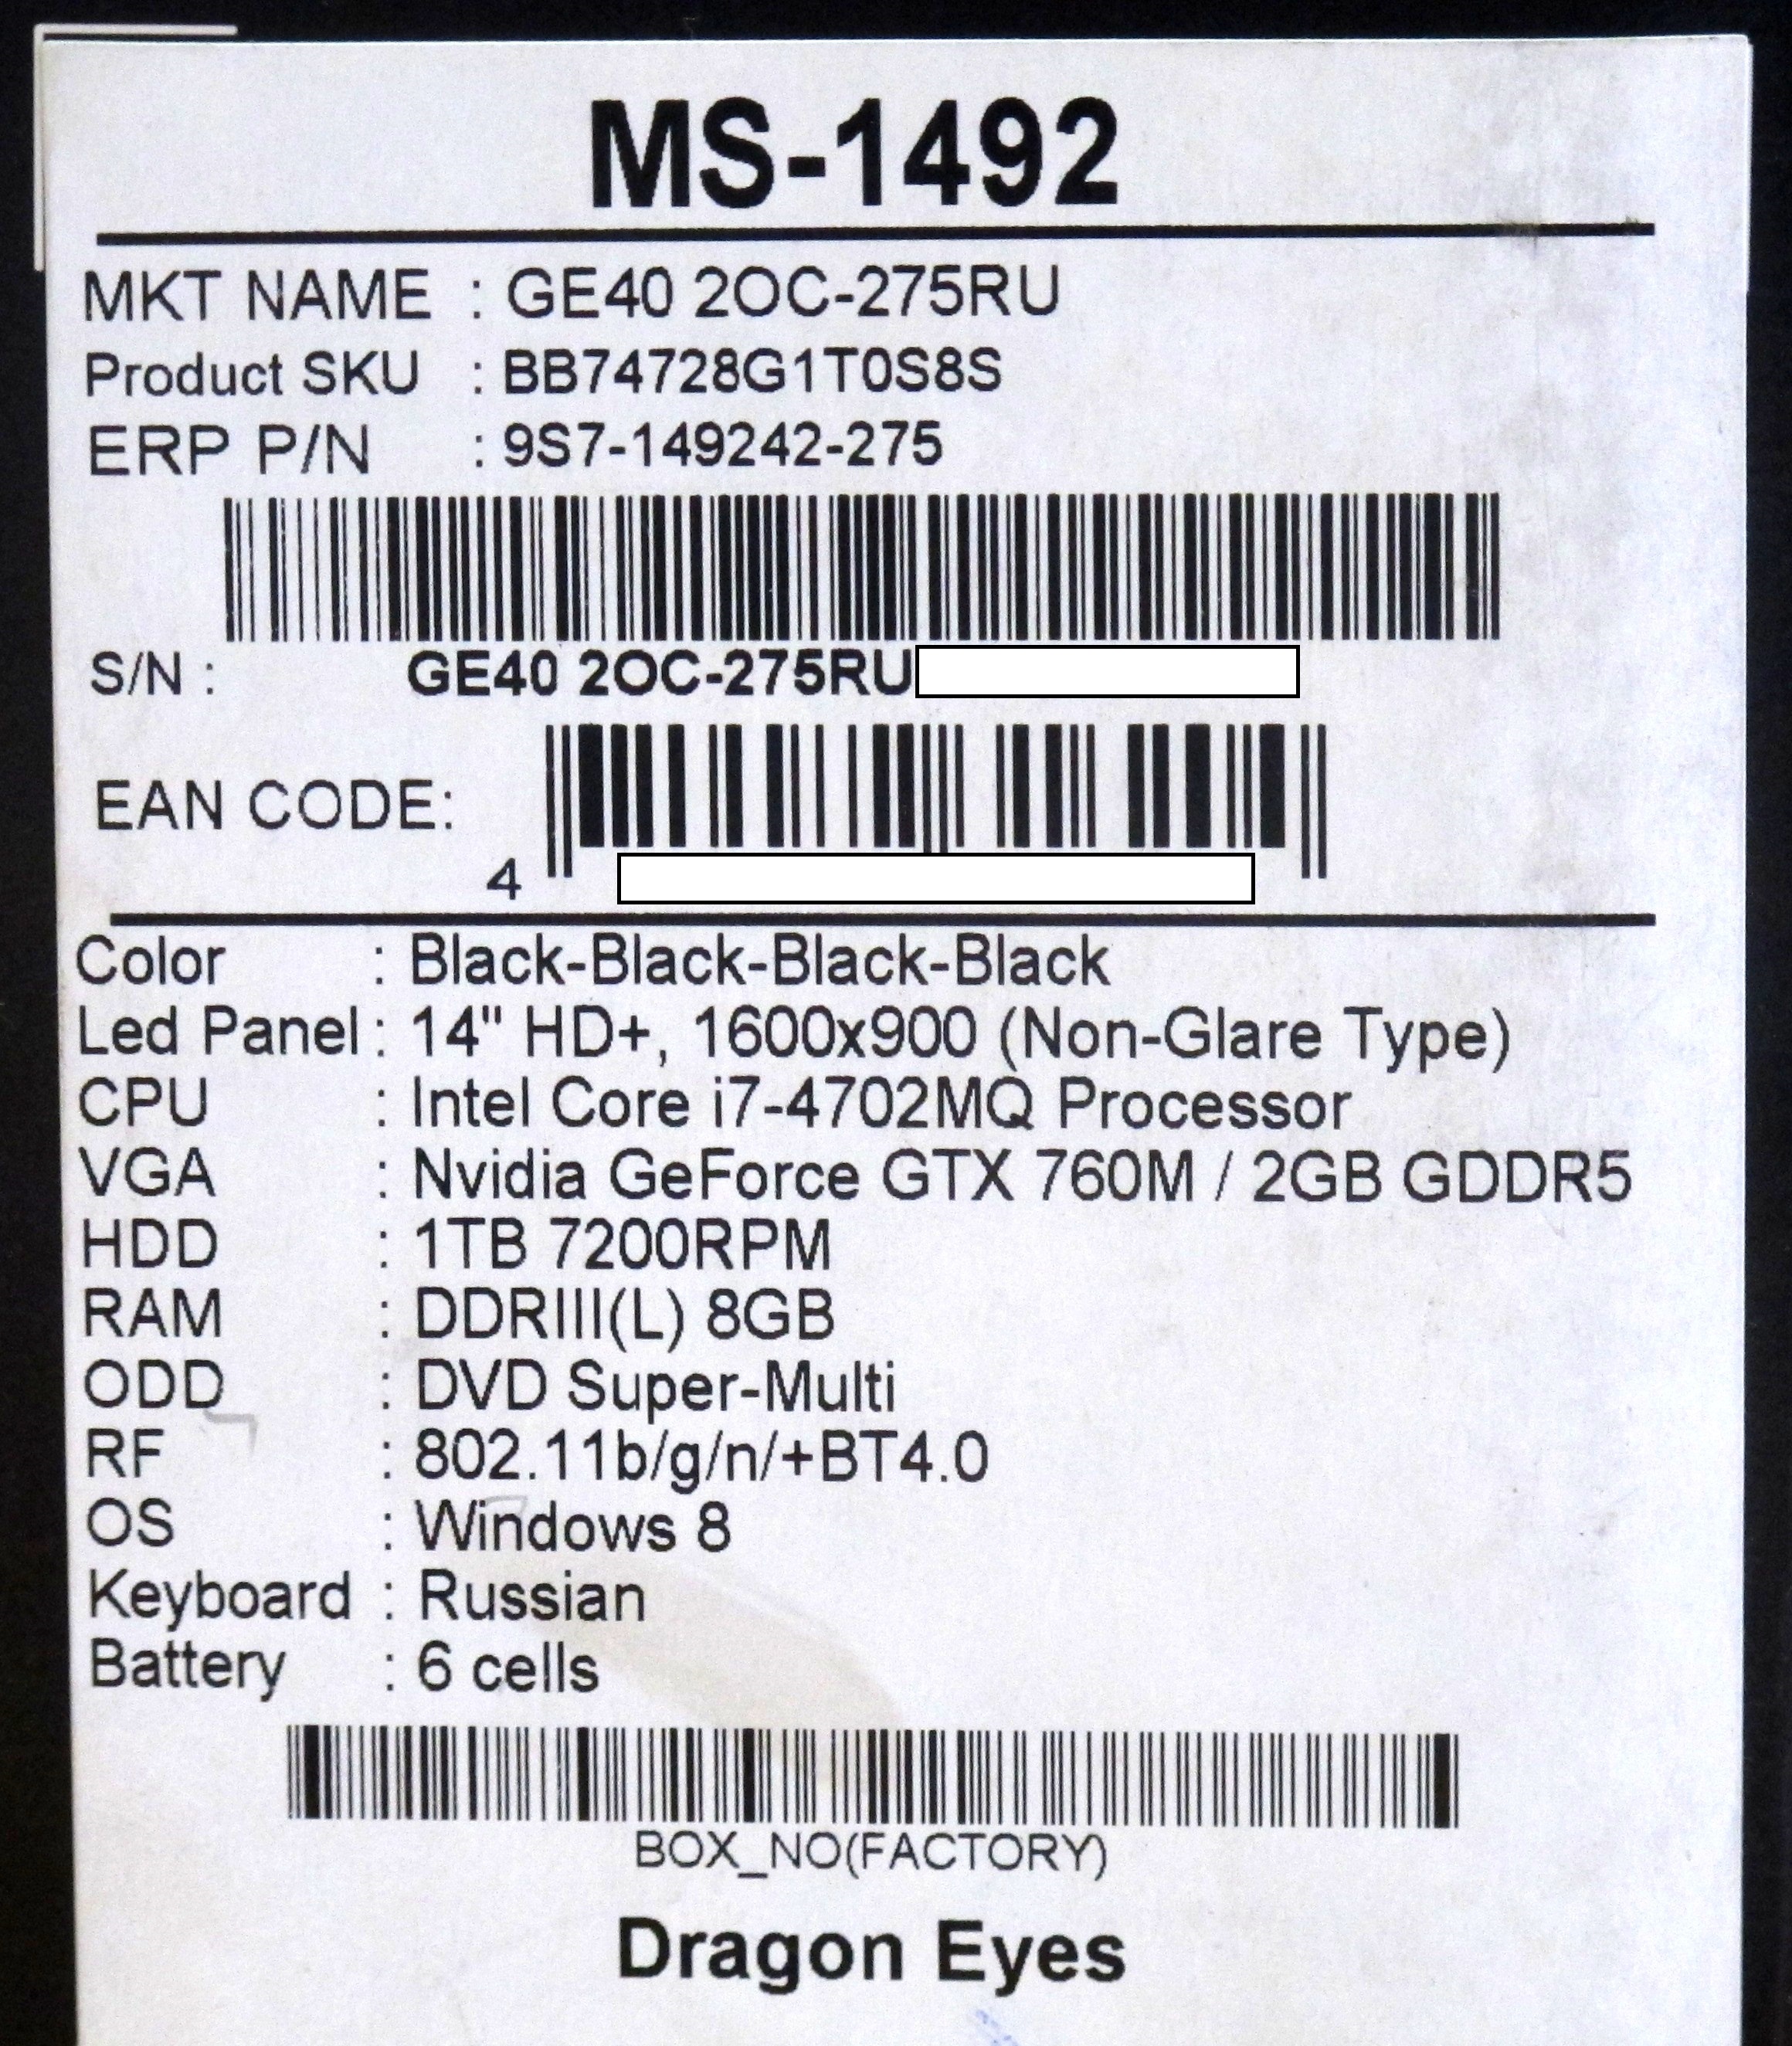 MS-1492
MKT NAME : GE40 2OC-275RU
Product SKU : BB74728G1T0S8S
ERP P/N : 9S7-149242-275
S/N : GE40 2OC-275RU
EAN CODE:
4
Color : Black-Black-Black-Black
Led Panel : 14" HD+, 1600x900 (Non-Glare Type)
CPU : Intel Core i7-4702MQ Processor
VGA : Nvidia GeForce GTX 760M / 2GB GDDR5
HDD : 1TB 7200RPM
RAM : DDRIII(L) 8GB
ODD : DVD Super-Multi
RF : 802.11b/g/n/+BT4.0
OS : Windows 8
Keyboard : Russian
Battery : 6 cells
BOX_NO(FACTORY)
Dragon Eyes